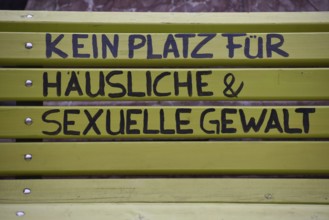 KEIN PLATZ FÜR
HÄUSLICHE &
SEXUELLE GEWALT